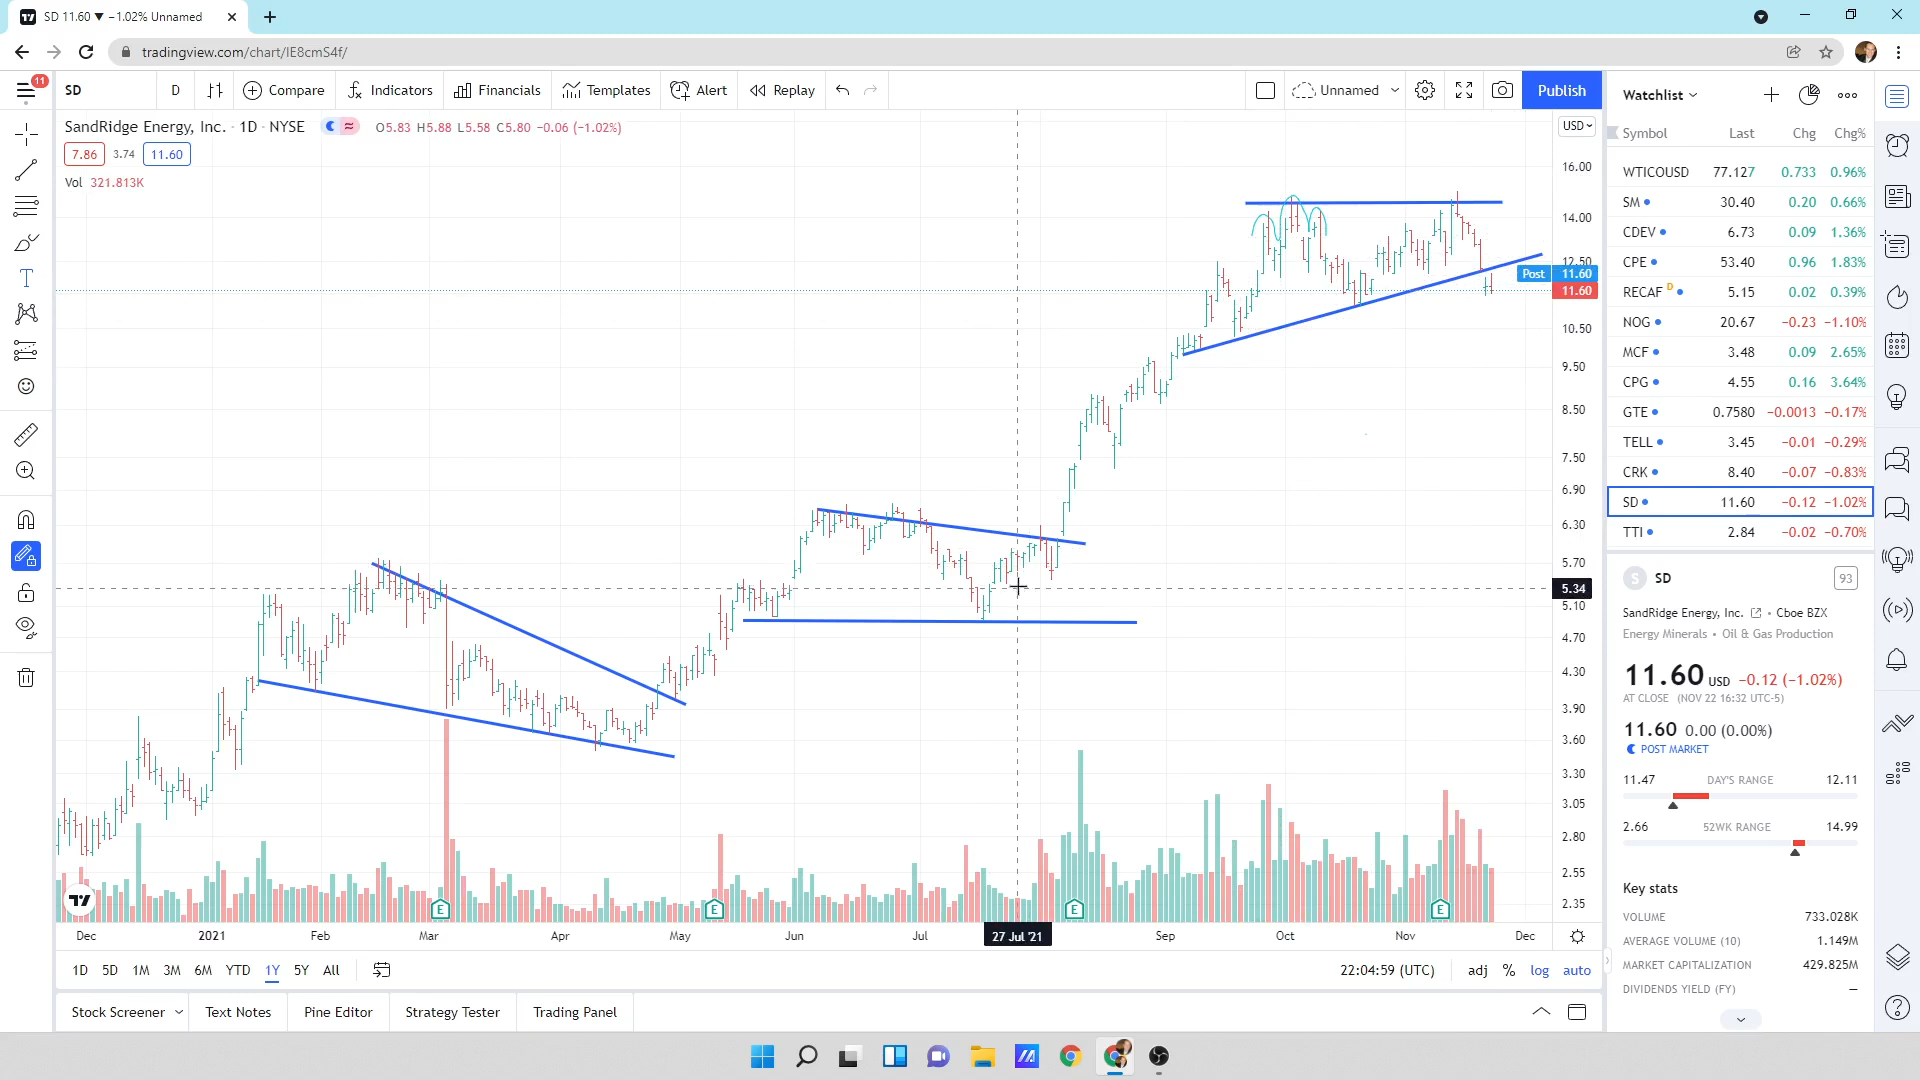 SD 11.60 ▼ −1.02% Unnamed
tradingview.com/chart/IE8cmS4f/
11
SD
D
Compare
Indicators
Financials
Templates
Alert
Replay
Unnamed
Publish
SandRidge Energy, Inc. · 1D · NYSE
O5.83 H5.88 L5.58 C5.80 −0.06 (−1.02%)
7.86 3.74 11.60
Vol 321.813K
USD
16.00
14.00
12.50
Post 11.60
11.60
10.50
9.50
8.50
7.50
6.90
6.30
5.70
5.34
5.10
4.70
4.30
3.90
3.60
3.30
3.05
2.80
2.55
2.35
E E E E
Dec 2021 Feb Mar Apr May Jun Jul 27 Jul '21 Sep Oct Nov Dec
1D 5D 1M 3M 6M YTD 1Y 5Y All
22:04:59 (UTC) adj % log auto
Stock Screener Text Notes Pine Editor Strategy Tester Trading Panel
Watchlist
Symbol Last Chg Chg%
WTICOUSD 77.127 0.733 0.96%
SM 30.40 0.20 0.66%
CDEV 6.73 0.09 1.36%
CPE 53.40 0.96 1.83%
RECAF D 5.15 0.02 0.39%
NOG 20.67 −0.23 −1.10%
MCF 3.48 0.09 2.65%
CPG 4.55 0.16 3.64%
GTE 0.7580 −0.0013 −0.17%
TELL 3.45 −0.01 −0.29%
CRK 8.40 −0.07 −0.83%
SD 11.60 −0.12 −1.02%
TTI 2.84 −0.02 −0.70%
S SD 93
SandRidge Energy, Inc. • Cboe BZX
Energy Minerals • Oil & Gas Production
11.60 USD −0.12 (−1.02%)
AT CLOSE (NOV 22 16:32 UTC-5)
11.60 0.00 (0.00%)
POST MARKET
11.47 DAY'S RANGE 12.11
2.66 52WK RANGE 14.99
Key stats
VOLUME 733.028K
AVERAGE VOLUME (10) 1.149M
MARKET CAPITALIZATION 429.825M
DIVIDENDS YIELD (FY) —